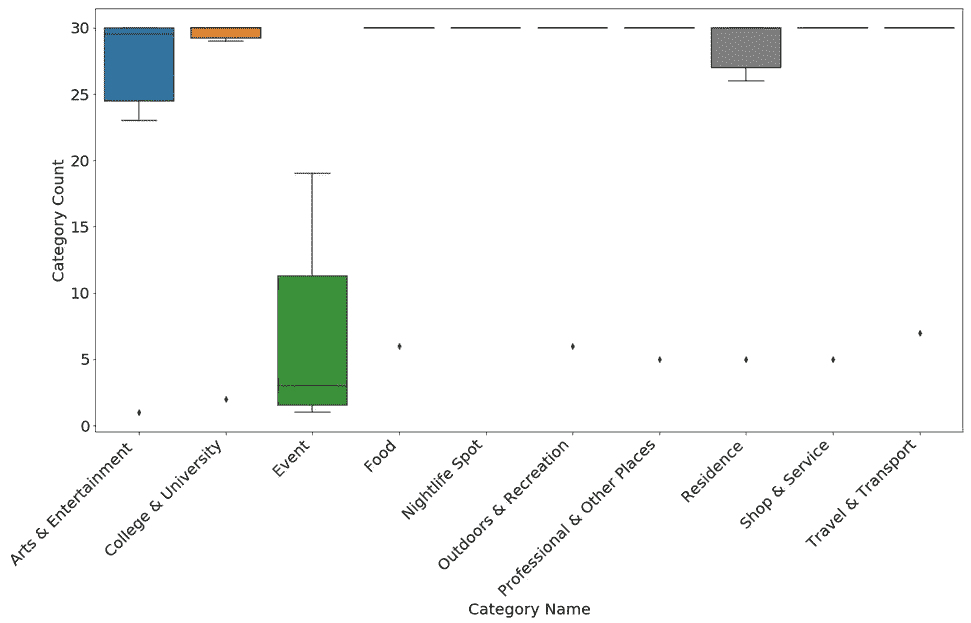 30
25
20
15
10
5
0
Category Count
Arts & Entertainment
College & University
Event
Food
Nightlife Spot
Outdoors & Recreation
Professional & Other Places
Residence
Shop & Service
Travel & Transport
Category Name